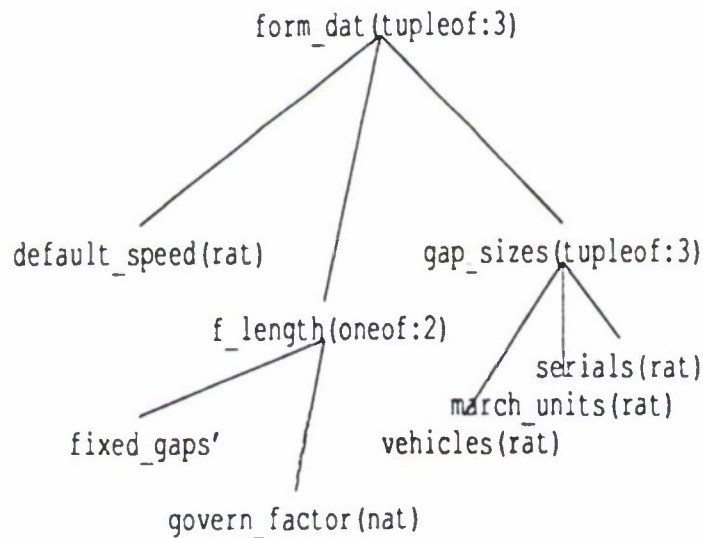 form_dat(tupleof:3)
default_speed(rat)
gap_sizes(tupleof:3)
f_length(oneof:2)
serials(rat)
march_units(rat)
fixed_gaps'
vehicles(rat)
govern_factor(nat)